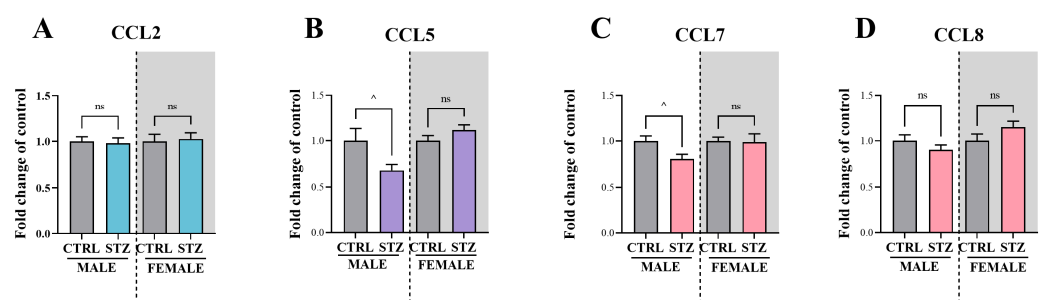 A
CCL2
Fold change of control
1.5
1.0
0.5
0.0
ns
ns
CTRL STZ CTRL STZ
MALE FEMALE
B
CCL5
Fold change of control
1.5
1.0
0.5
0.0
^
ns
CTRL STZ CTRL STZ
MALE FEMALE
C
CCL7
Fold change of control
1.5
1.0
0.5
0.0
^
ns
CTRL STZ CTRL STZ
MALE FEMALE
D
CCL8
Fold change of control
1.5
1.0
0.5
0.0
ns
ns
CTRL STZ CTRL STZ
MALE FEMALE